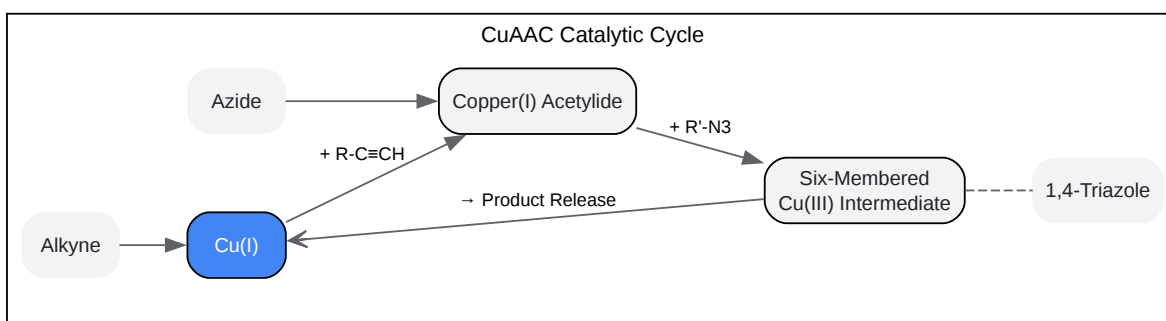 CuAAC Catalytic Cycle
Azide
Copper(I) Acetylide
+ R'-N3
+ R-C≡CH
Six-Membered
Cu(III) Intermediate
1,4-Triazole
→ Product Release
Alkyne
Cu(I)